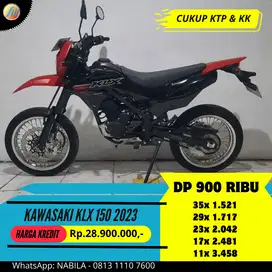 CUKUP KTP & KK
KLX
DP 900 RIBU
KAWASAKI KLX 150 2023
HARGA KREDIT
Rp.28.900.000,-
35x 1.521
29x 1.717
23x 2.042
17x 2.481
11x 3.458
WhatsApp: NABILA - 0813 1110 7600